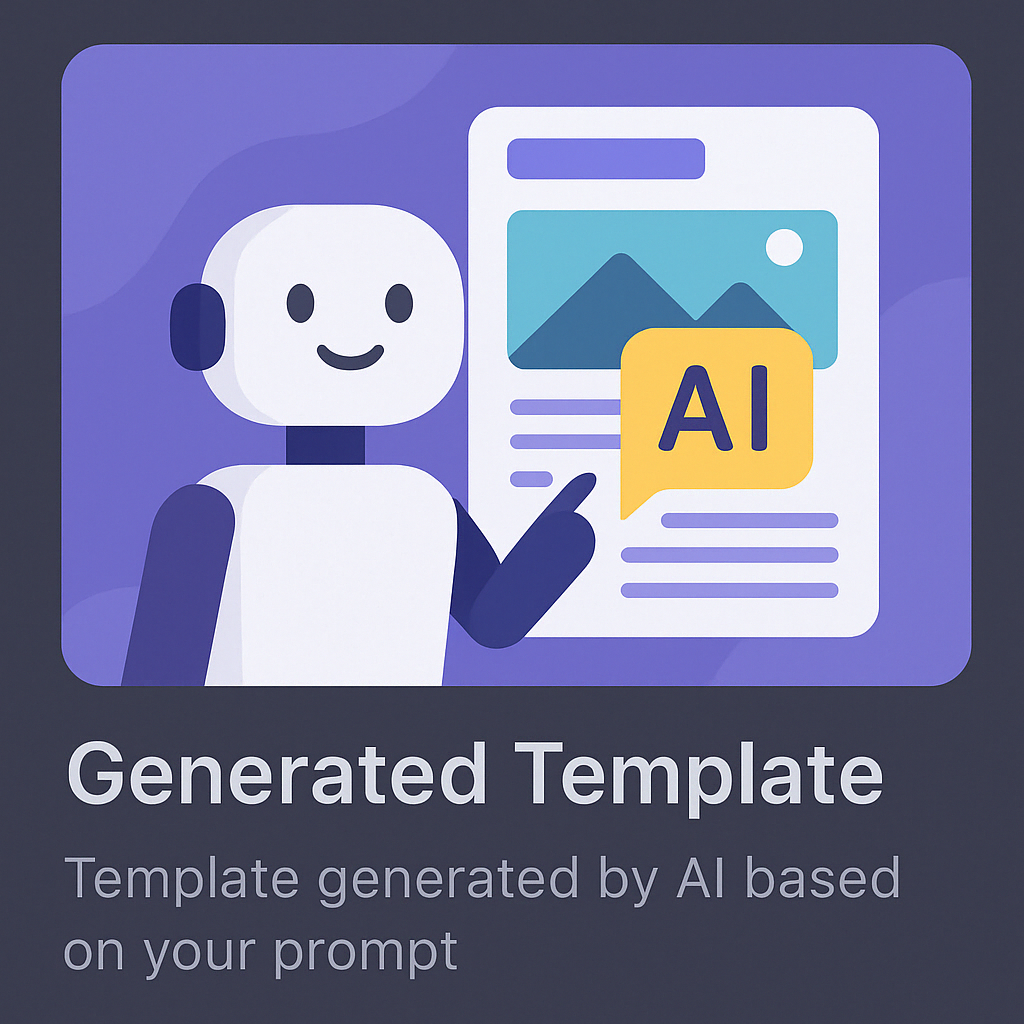 AI
Generated Template
Template generated by AI based
on your prompt